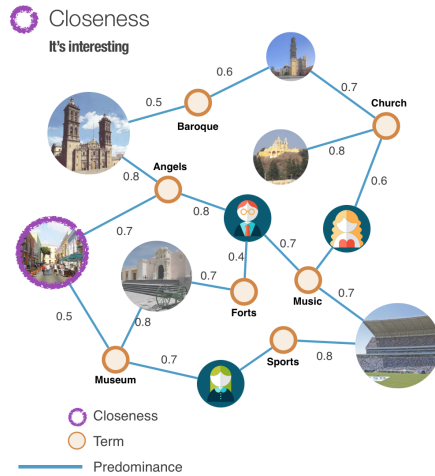 Closeness
It's interesting
0.6
0.7
0.5
Church
Baroque
0.8
Angels
0.8
0.8
0.6
0.7
0.7
0.7
0.4
0.7
Music
Forts
0.5
0.8
0.7
Museum
0.7
Sports
0.8
Closeness
Term
Predominance